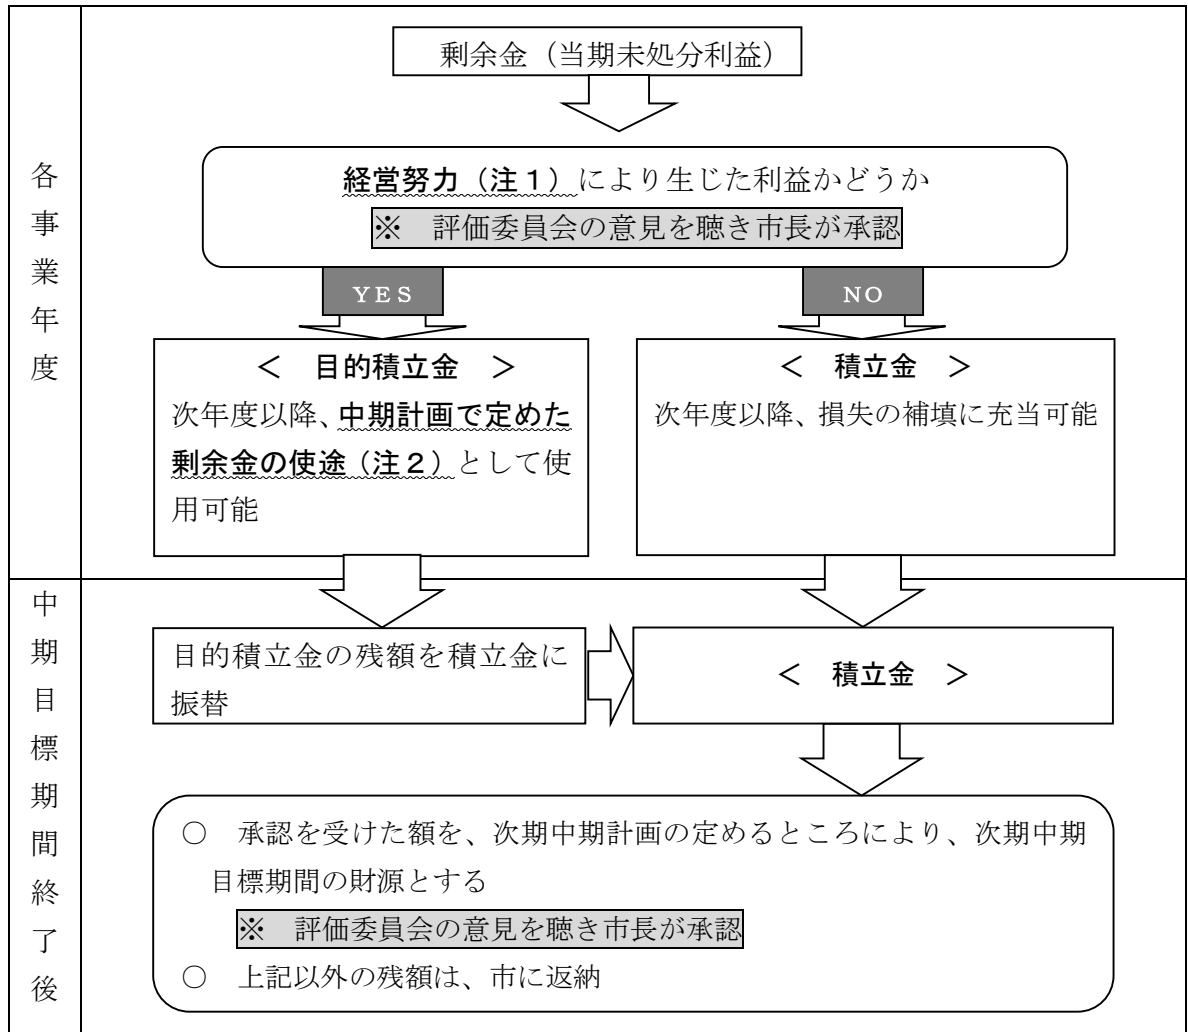 各事業年度
剰余金（当期未処分利益）
経営努力（注１）により生じた利益かどうか
※　評価委員会の意見を聴き市長が承認
ＹＥＳ
ＮＯ
＜　目的積立金　＞
次年度以降、中期計画で定めた
剰余金の使途（注２）として使
用可能
＜　積立金　＞
次年度以降、損失の補填に充当可能
中期目標期間終了後
目的積立金の残額を積立金に
振替
＜　積立金　＞
○　承認を受けた額を、次期中期計画の定めるところにより、次期中期
目標期間の財源とする
※　評価委員会の意見を聴き市長が承認
○　上記以外の残額は、市に返納